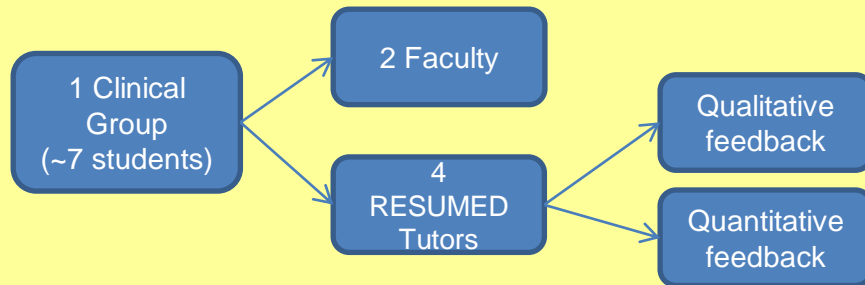 1 Clinical
Group
(~7 students)
2 Faculty
4
RESUMED
Tutors
Qualitative
feedback
Quantitative
feedback